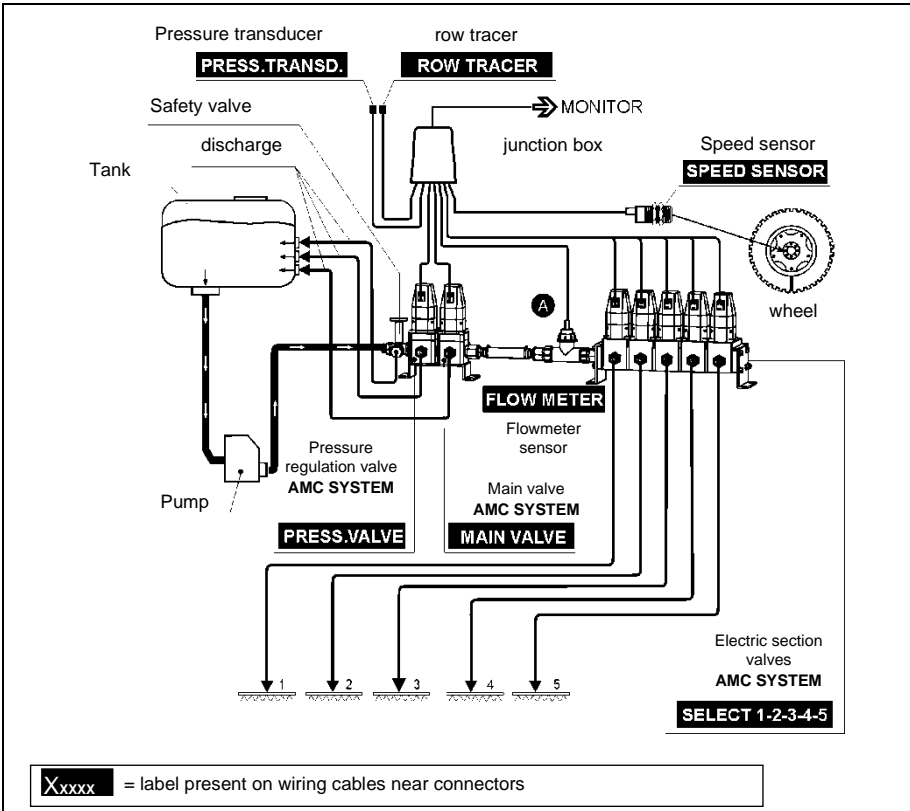 Pressure transducer
PRESS.TRANSD.
row tracer
ROW TRACER
MONITOR
Safety valve
junction box
Speed sensor
SPEED SENSOR
discharge
Tank
wheel
A
FLOW METER
Flowmeter
sensor
Pressure
regulation valve
AMC SYSTEM
Pump
Main valve
AMC SYSTEM
PRESS.VALVE
MAIN VALVE
Electric section
valves
AMC SYSTEM
1
2
3
4
5
SELECT 1-2-3-4-5
Xxxxx = label present on wiring cables near connectors